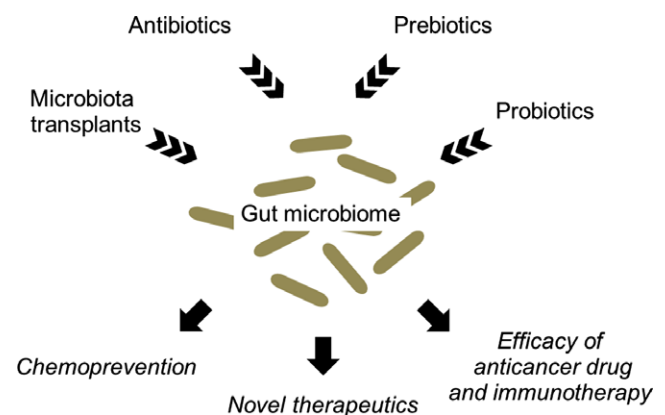 Antibiotics
Prebiotics
Microbiota
transplants
Probiotics
Gut microbiome
Chemoprevention
Novel therapeutics
Efficacy of
anticancer drug
and immunotherapy